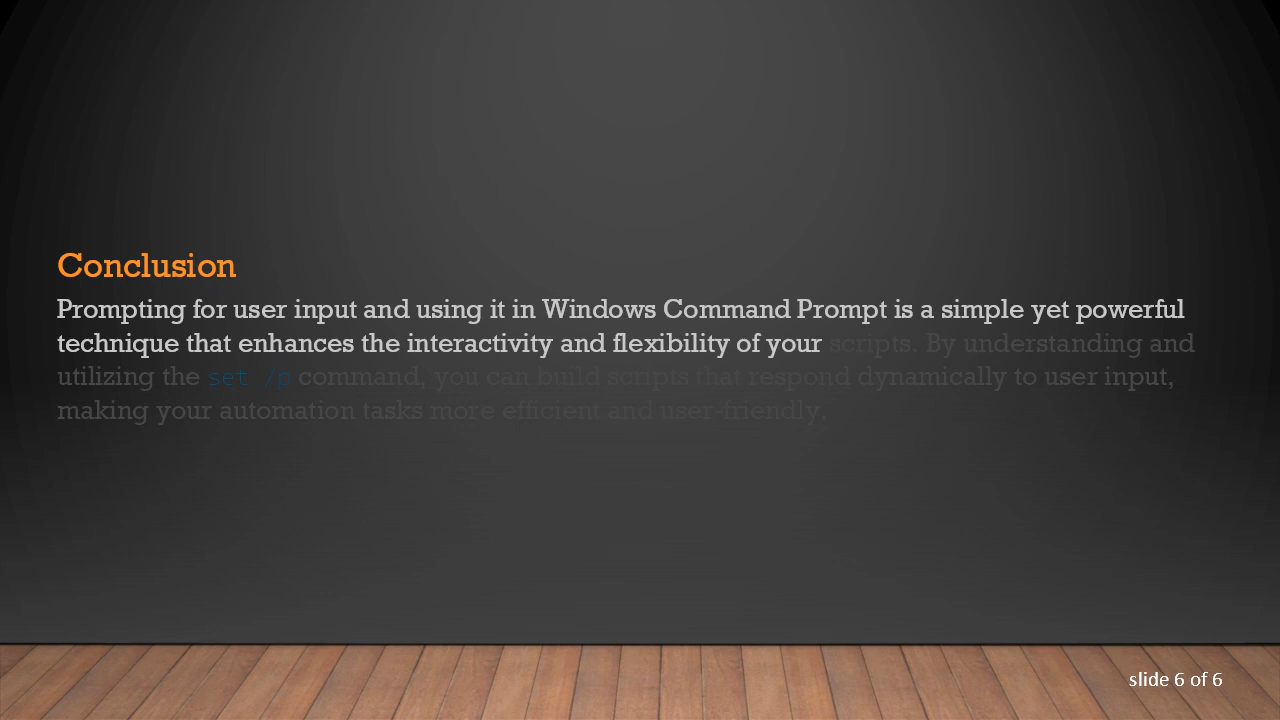 Conclusion
Prompting for user input and using it in Windows Command Prompt is a simple yet powerful
technique that enhances the interactivity and flexibility of your scripts. By understanding and
utilizing the set /p command, you can build scripts that respond dynamically to user input,
making your automation tasks more efficient and user-friendly.
slide 6 of 6